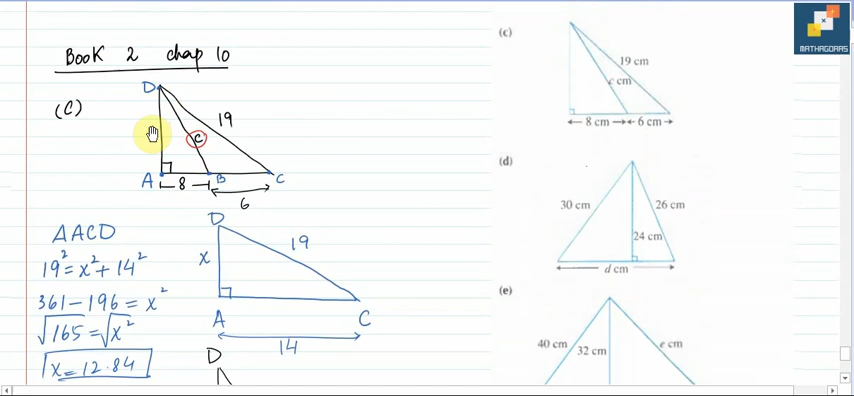 BooK 2 chap 10
(C)
D
19
C
A
8
B
C
6
AACD
19² = x² + 14²
361 - 196 = x²
√165 = √x²
x = 12.84
D
x
19
A
C
14
D
(c)
19 cm
c cm
8 cm
6 cm
(d)
30 cm
26 cm
24 cm
d cm
(e)
40 cm
32 cm
e cm
MATHAGORAS